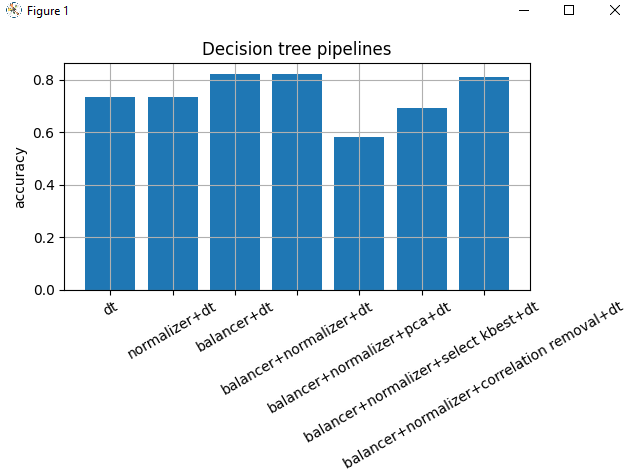 Figure 1
Decision tree pipelines
accuracy
0.8
0.6
0.4
0.2
0.0
dt
normalizer+dt
balancer+dt
balancer+normalizer+dt
balancer+normalizer+pca+dt
balancer+normalizer+select kbest+dt
balancer+normalizer+correlation removal+dt